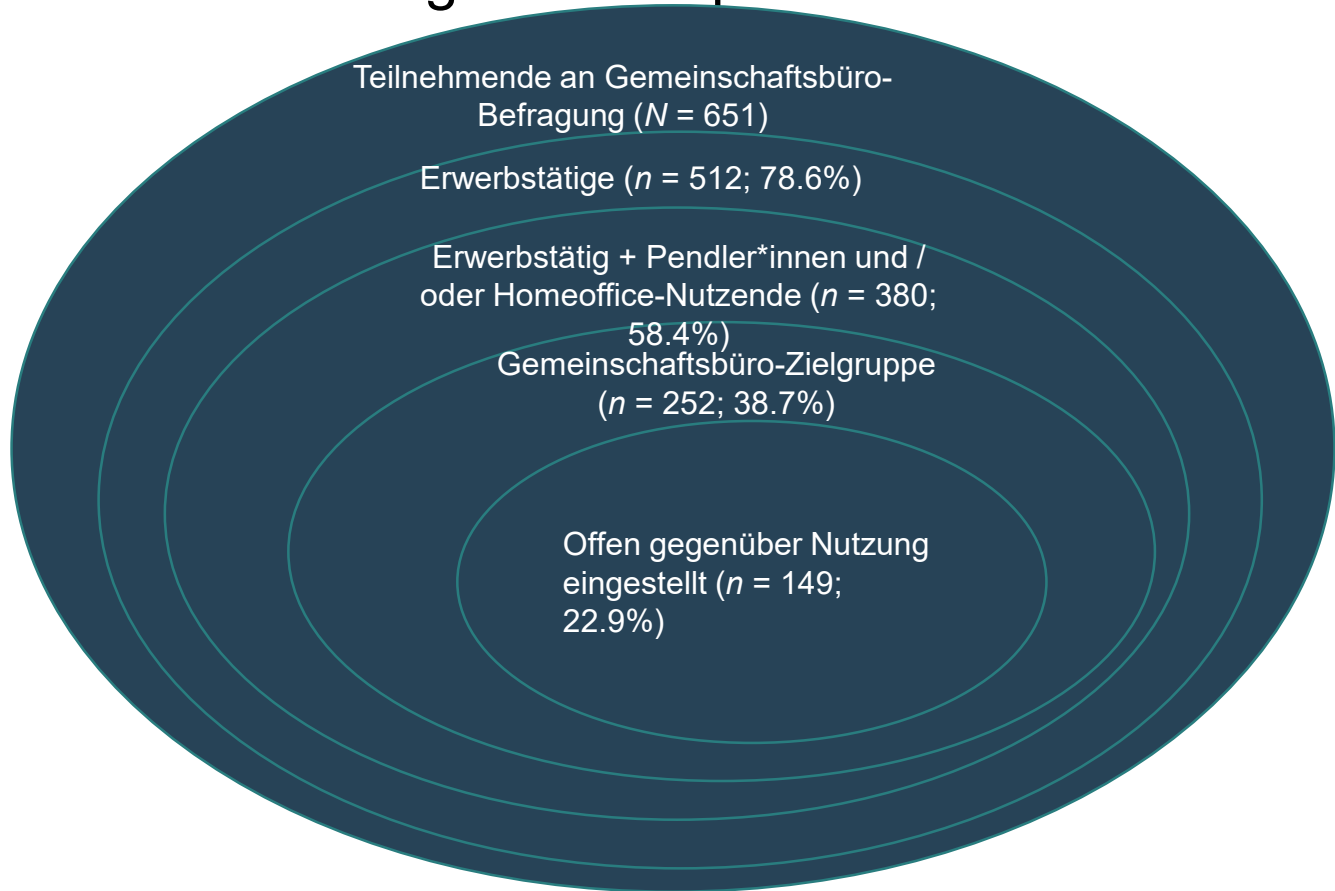 Teilnehmende an Gemeinschaftsbüro-
Befragung (N = 651)
Erwerbstätige (n = 512; 78.6%)
Erwerbstätig + Pendler*innen und /
oder Homeoffice-Nutzende (n = 380;
58.4%)
Gemeinschaftsbüro-Zielgruppe
(n = 252; 38.7%)
Offen gegenüber Nutzung
eingestellt (n = 149;
22.9%)